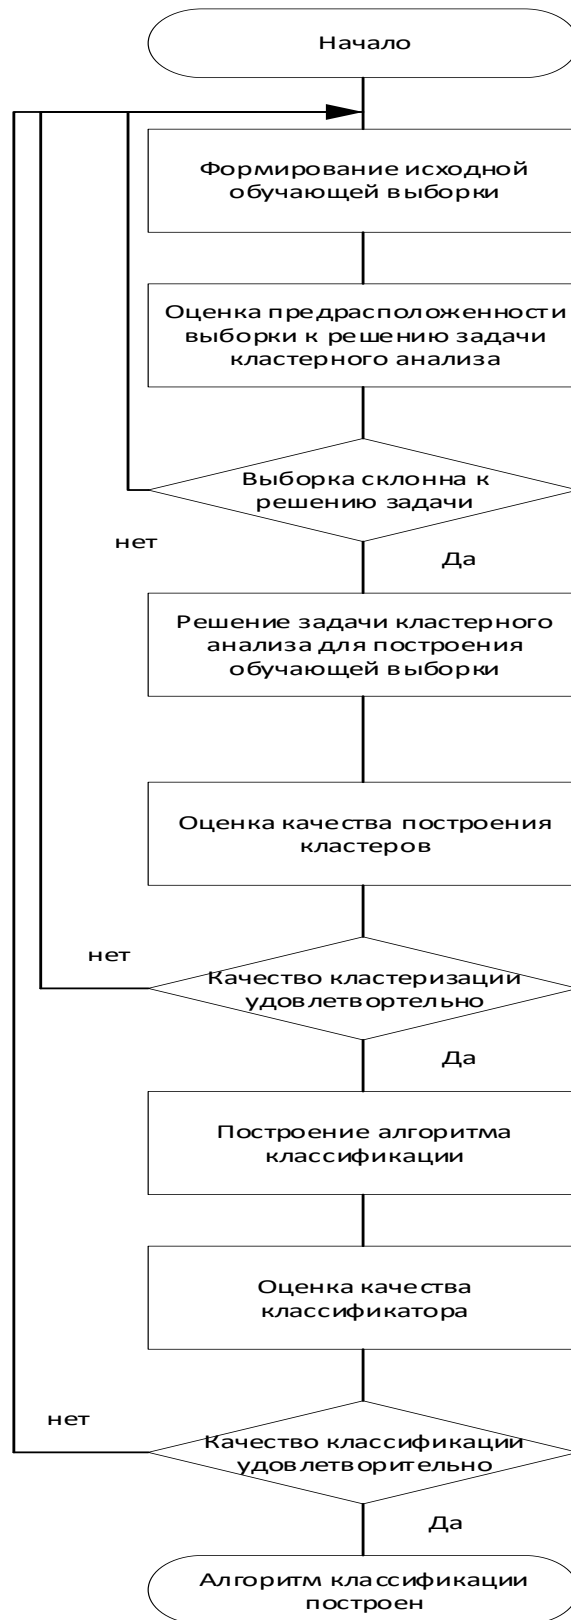 Начало
Формирование исходной
обучающей выборки
Оценка предрасположенности
выборки к решению задачи
кластерного анализа
Выборка склонна к
решению задачи
нет
Да
Решение задачи кластерного
анализа для построения
обучающей выборки
Оценка качества построения
кластеров
нет
Качество кластеризации
удовлетвортельно
Да
Построение алгоритма
классификации
Оценка качества
классификатора
нет
Качество классификации
удовлетворительно
Да
Алгоритм классификации
построен